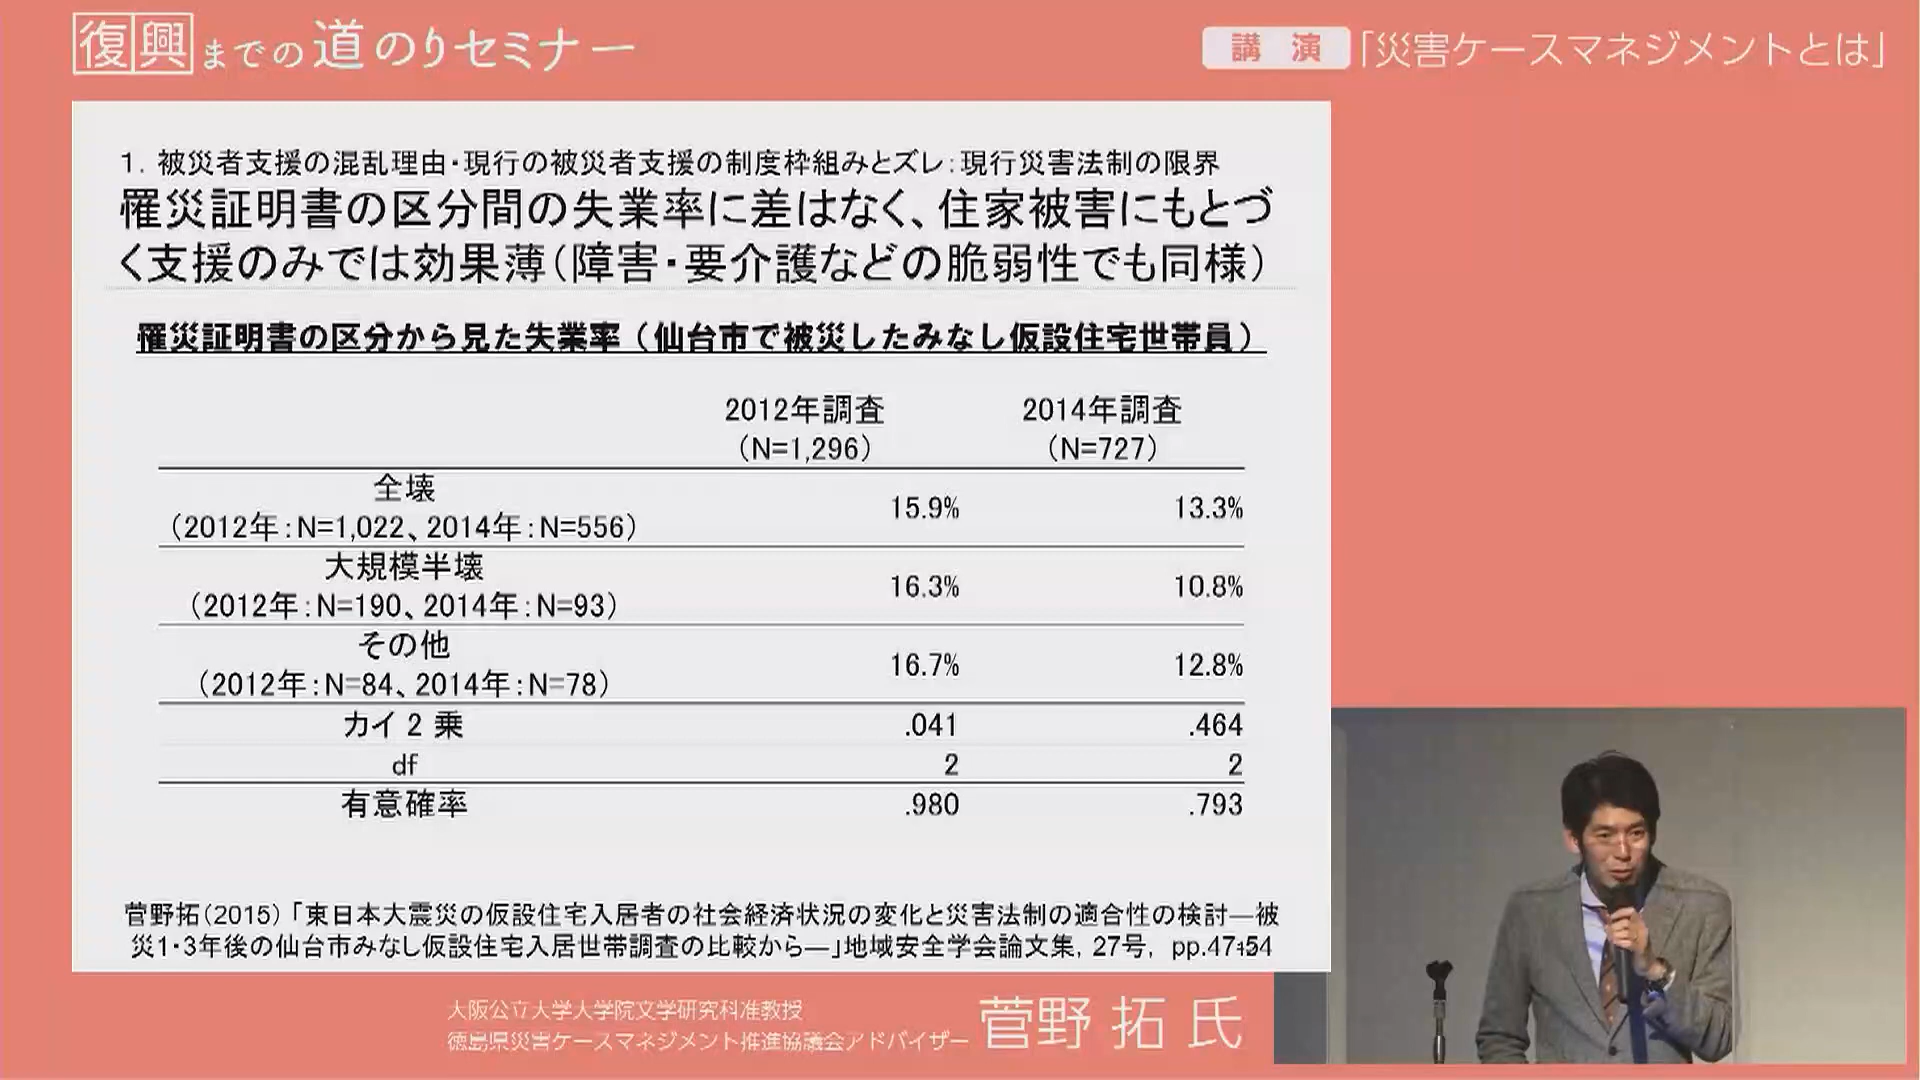 復興までの道のりセミナー
講演「災害ケースマネジメントとは」
1. 被災者支援の混乱理由・現行の被災者支援の制度枠組みとズレ：現行災害法制の限界
罹災証明書の区分間の失業率に差はなく、住家被害にもとづ
く支援のみでは効果薄（障害・要介護などの脆弱性でも同様）
罹災証明書の区分から見た失業率（仙台市で被災したみなし仮設住宅世帯員）
2012年調査 2014年調査
（N=1,296） （N=727）
全壊
（2012年：N=1,022、2014年：N=556） 15.9% 13.3%
大規模半壊
（2012年：N=190、2014年：N=93） 16.3% 10.8%
その他
（2012年：N=84、2014年：N=78） 16.7% 12.8%
カイ2乗 .041 .464
df 2 2
有意確率 .980 .793
菅野拓（2015）「東日本大震災の仮設住宅入居者の社会経済状況の変化と災害法制の適合性の検討―被
災1・3年後の仙台市みなし仮設住宅入居世帯調査の比較から―」地域安全学会論文集, 27号, pp.47-54
大阪公立大学大学院文学研究科准教授
徳島県災害ケースマネジメント推進協議会アドバイザー
菅野 拓 氏